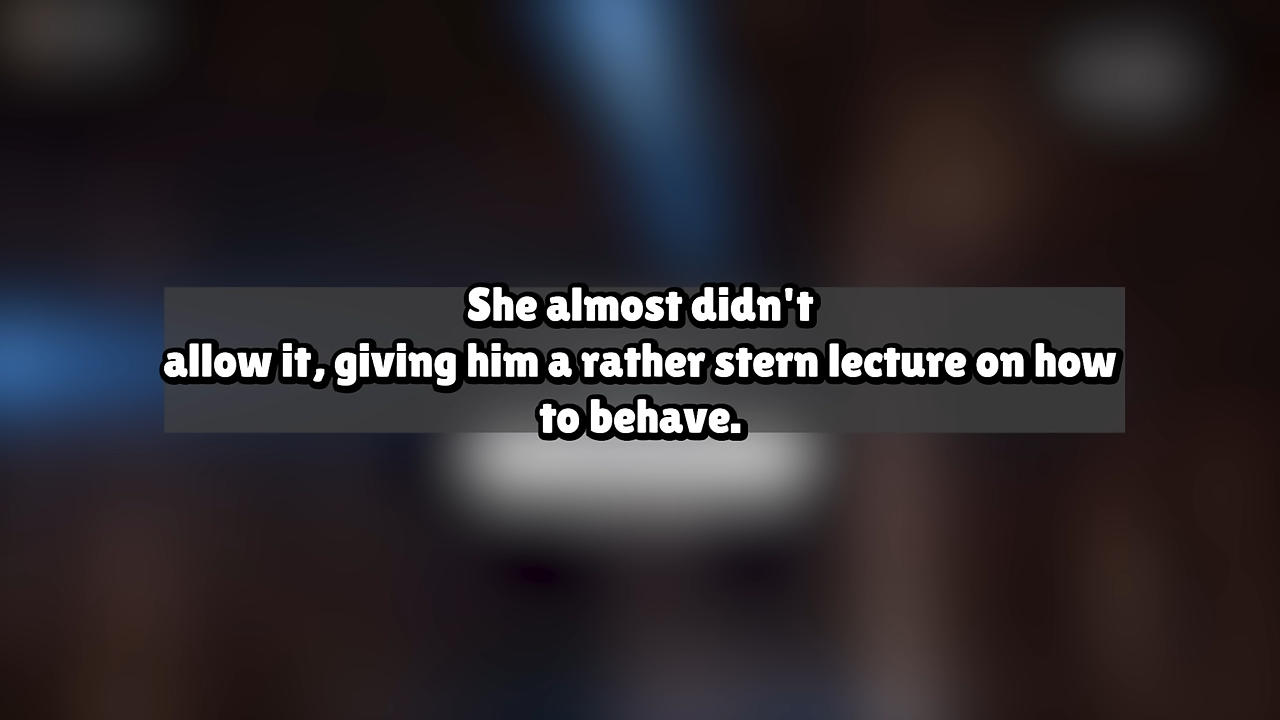 She almost didn't
allow it, giving him a rather stern lecture on how
to behave.